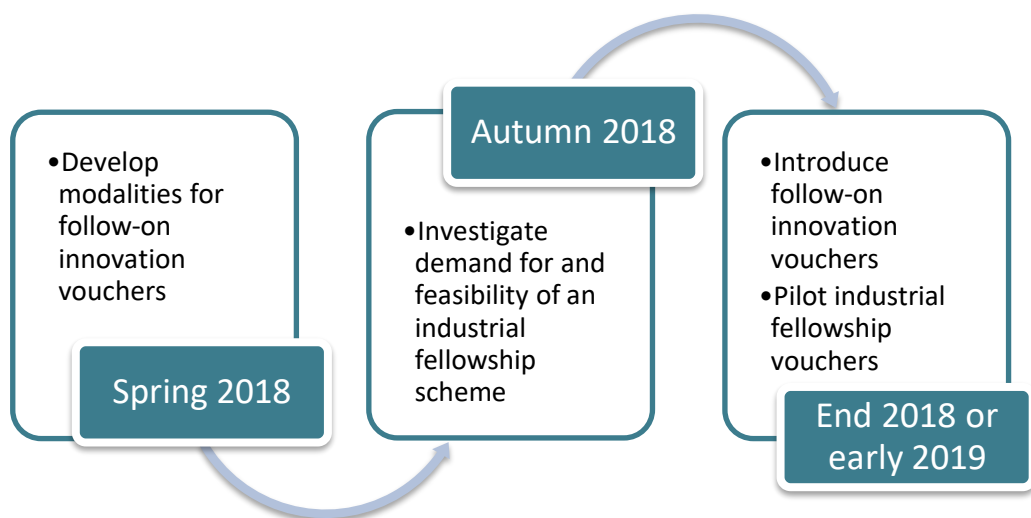 •Develop
modalities for
follow-on
innovation
vouchers
Spring 2018
Autumn 2018
•Investigate
demand for and
feasibility of an
industrial
fellowship
scheme
•Introduce
follow-on
innovation
vouchers
•Pilot industrial
fellowship
vouchers
End 2018 or
early 2019